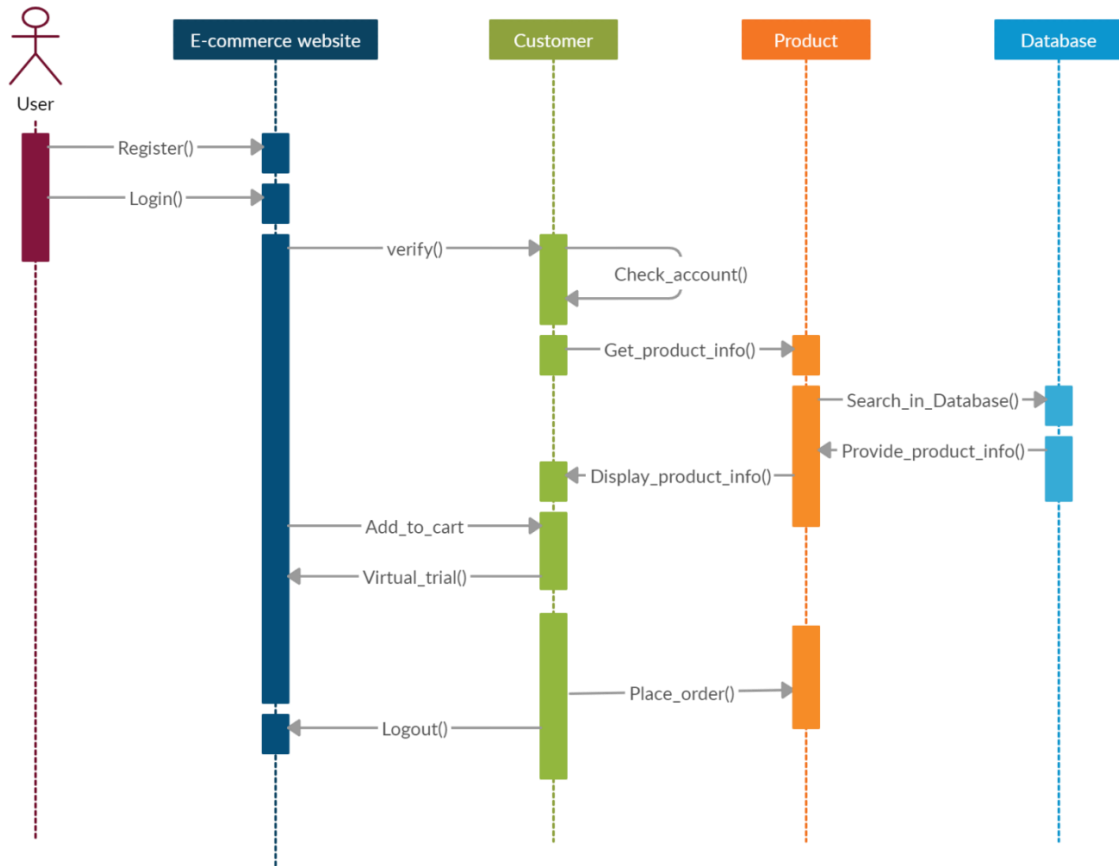 E-commerce website
Customer
Product
Database
User
Register()
Login()
verify()
Check_account()
Get_product_info()
Search_in_Database()
Provide_product_info()
Display_product_info()
Add_to_cart
Virtual_trial()
Place_order()
Logout()